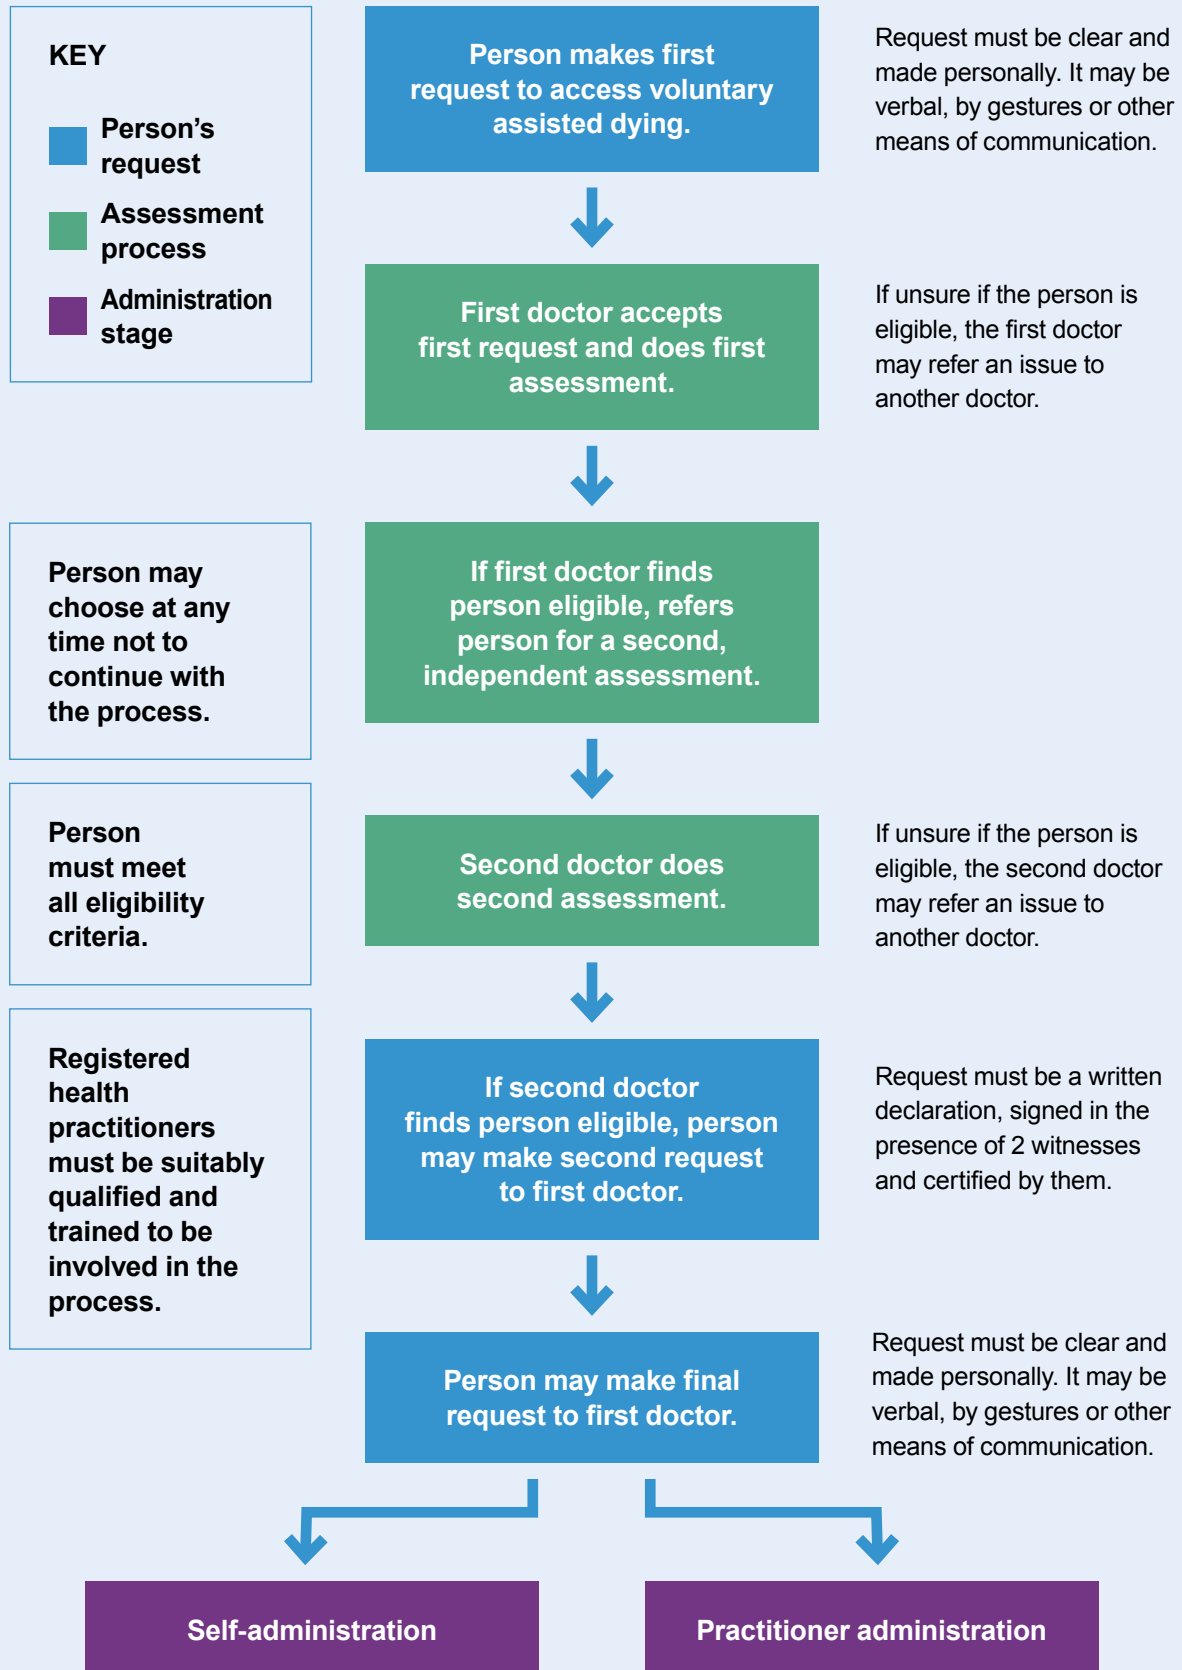 KEY
Person's
request
Assessment
process
Administration
stage
Person makes first
request to access voluntary
assisted dying.
Request must be clear and
made personally. It may be
verbal, by gestures or other
means of communication.
First doctor accepts
first request and does first
assessment.
If unsure if the person is
eligible, the first doctor
may refer an issue to
another doctor.
Person may
choose at any
time not to
continue with
the process.
If first doctor finds
person eligible, refers
person for a second,
independent assessment.
Person
must meet
all eligibility
criteria.
Second doctor does
second assessment.
If unsure if the person is
eligible, the second doctor
may refer an issue to
another doctor.
Registered
health
practitioners
must be suitably
qualified and
trained to be
involved in the
process.
If second doctor
finds person eligible, person
may make second request
to first doctor.
Request must be a written
declaration, signed in the
presence of 2 witnesses
and certified by them.
Person may make final
request to first doctor.
Request must be clear and
made personally. It may be
verbal, by gestures or other
means of communication.
Self-administration
Practitioner administration